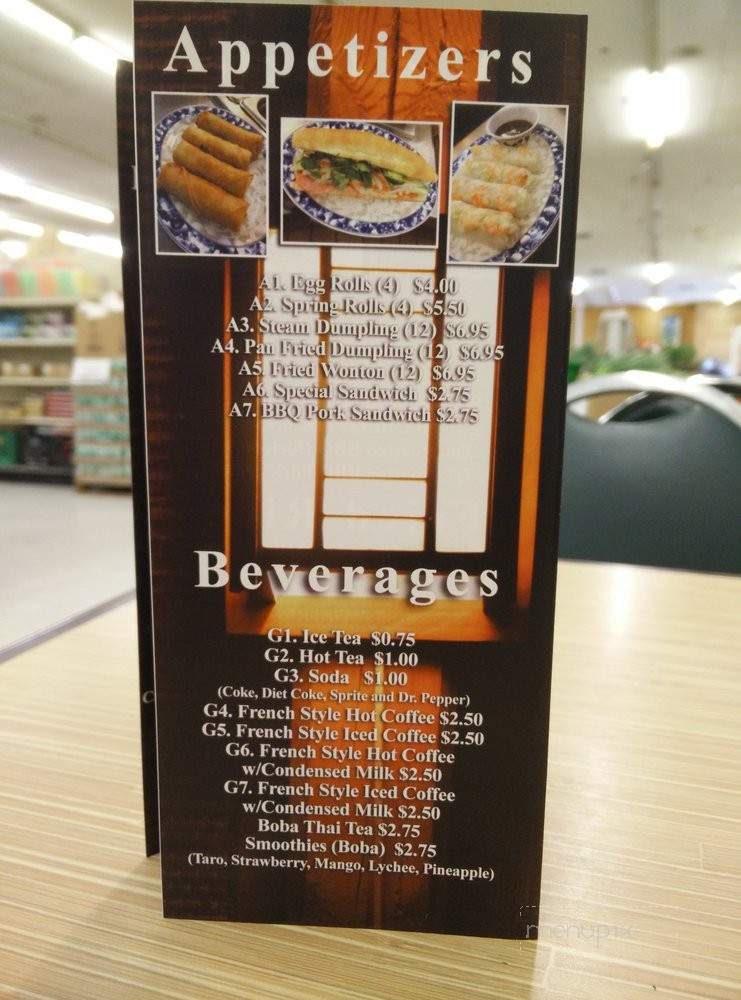 Appetizers
A1. Egg Rolls (4) $4.00
A2. Spring Rolls (4) $5.50
A3. Steam Dumpling (12) $6.95
A4. Pan Fried Dumpling (12) $6.95
A5. Fried Wonton (12) $6.95
A6. Special Sandwich $2.75
A7. BBQ Pork Sandwich $2.75
Beverages
G1. Ice Tea $0.75
G2. Hot Tea $1.00
G3. Soda $1.00
(Coke, Diet Coke, Sprite and Dr. Pepper)
G4. French Style Hot Coffee $2.50
G5. French Style Iced Coffee $2.50
G6. French Style Hot Coffee
w/Condensed Milk $2.50
G7. French Style Iced Coffee
w/Condensed Milk $2.50
Boba Thai Tea $2.75
Smoothies (Boba) $2.75
(Taro, Strawberry, Mango, Lychee, Pineapple)